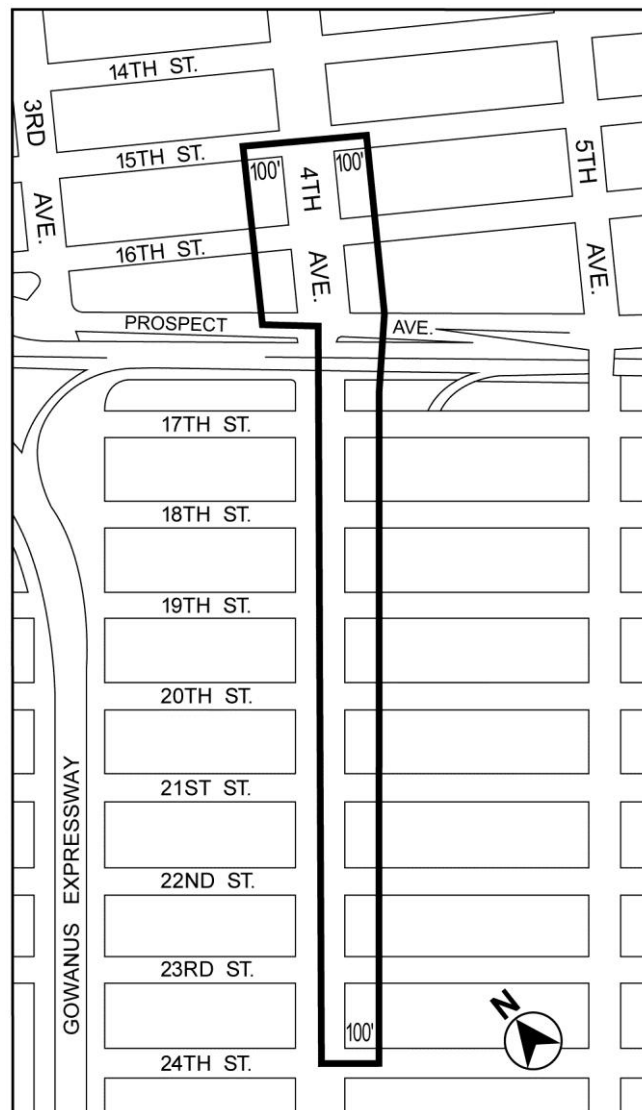 14TH ST.
3RD
AVE.
15TH ST.
100'
100'
4TH
AVE.
5TH
AVE.
16TH ST.
PROSPECT
AVE.
17TH ST.
18TH ST.
19TH ST.
20TH ST.
21ST ST.
22ND ST.
23RD ST.
GOWANUS EXPRESSWAY
N
100'
24TH ST.